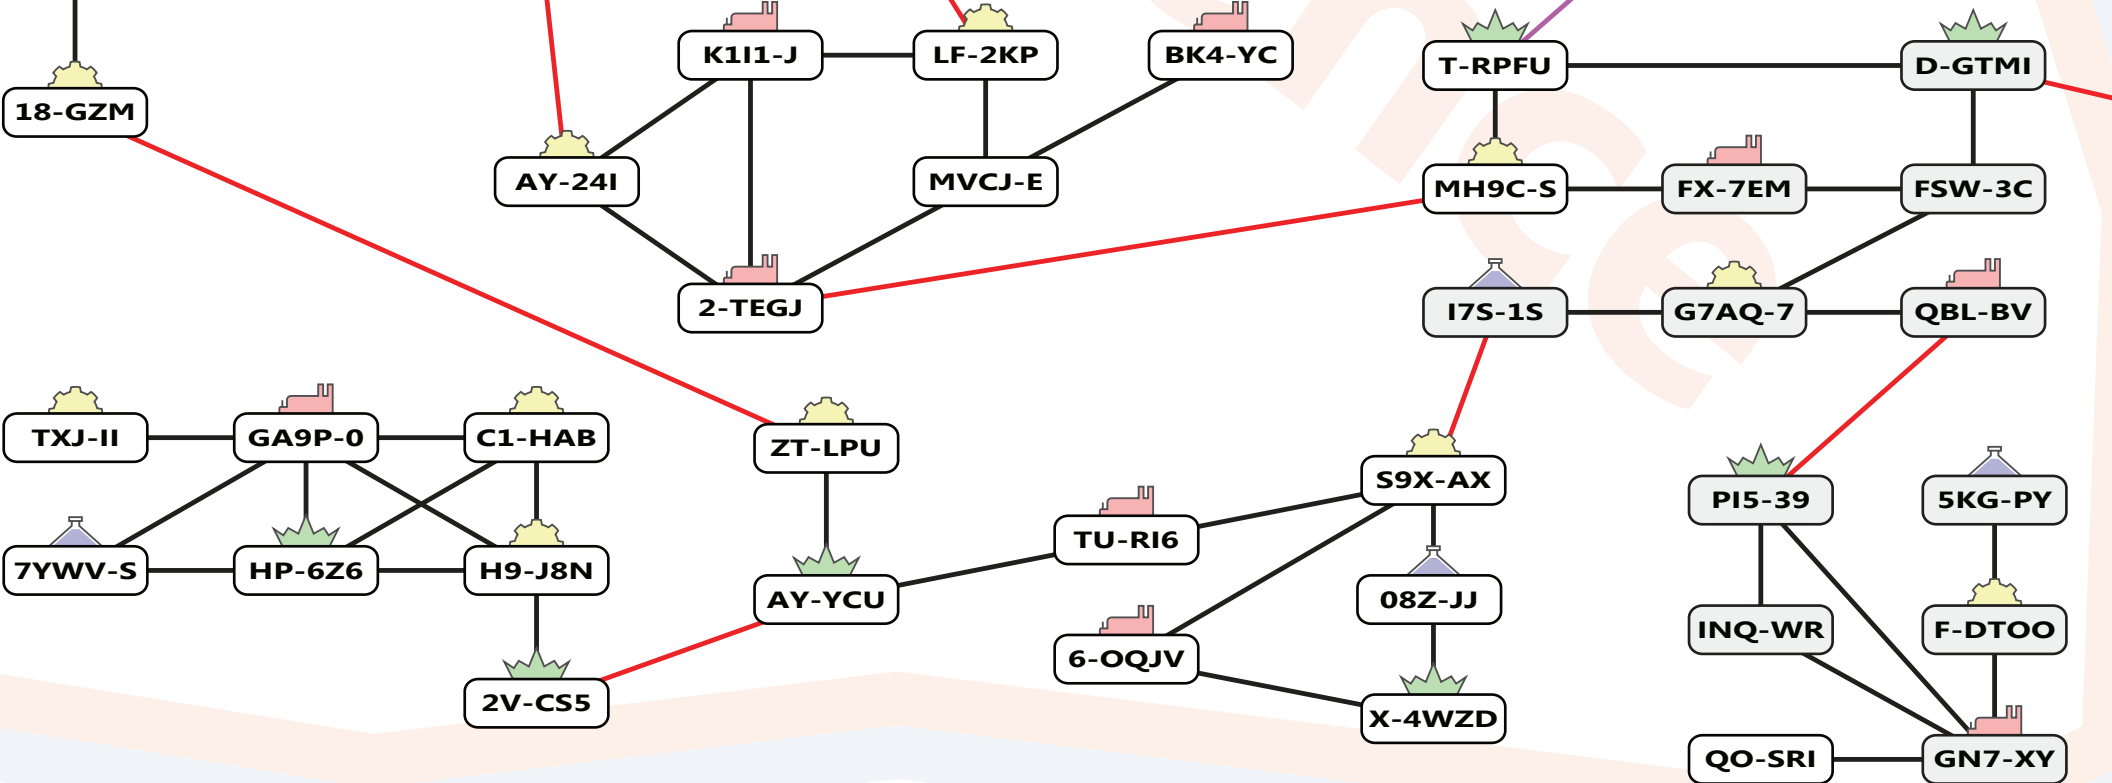 K1I1-J
LF-2KP
BK4-YC
T-RPFU
D-GTMI
18-GZM
AY-24I
MVCJ-E
MH9C-S
FX-7EM
FSW-3C
2-TEGJ
I7S-1S
G7AQ-7
QBL-BV
TXJ-II
GA9P-0
C1-HAB
ZT-LPU
S9X-AX
PI5-39
5KG-PY
TU-RI6
7YWV-S
HP-6Z6
H9-J8N
AY-YCU
08Z-JJ
INQ-WR
F-DTOO
6-OQJV
2V-CS5
X-4WZD
QO-SRI
GN7-XY